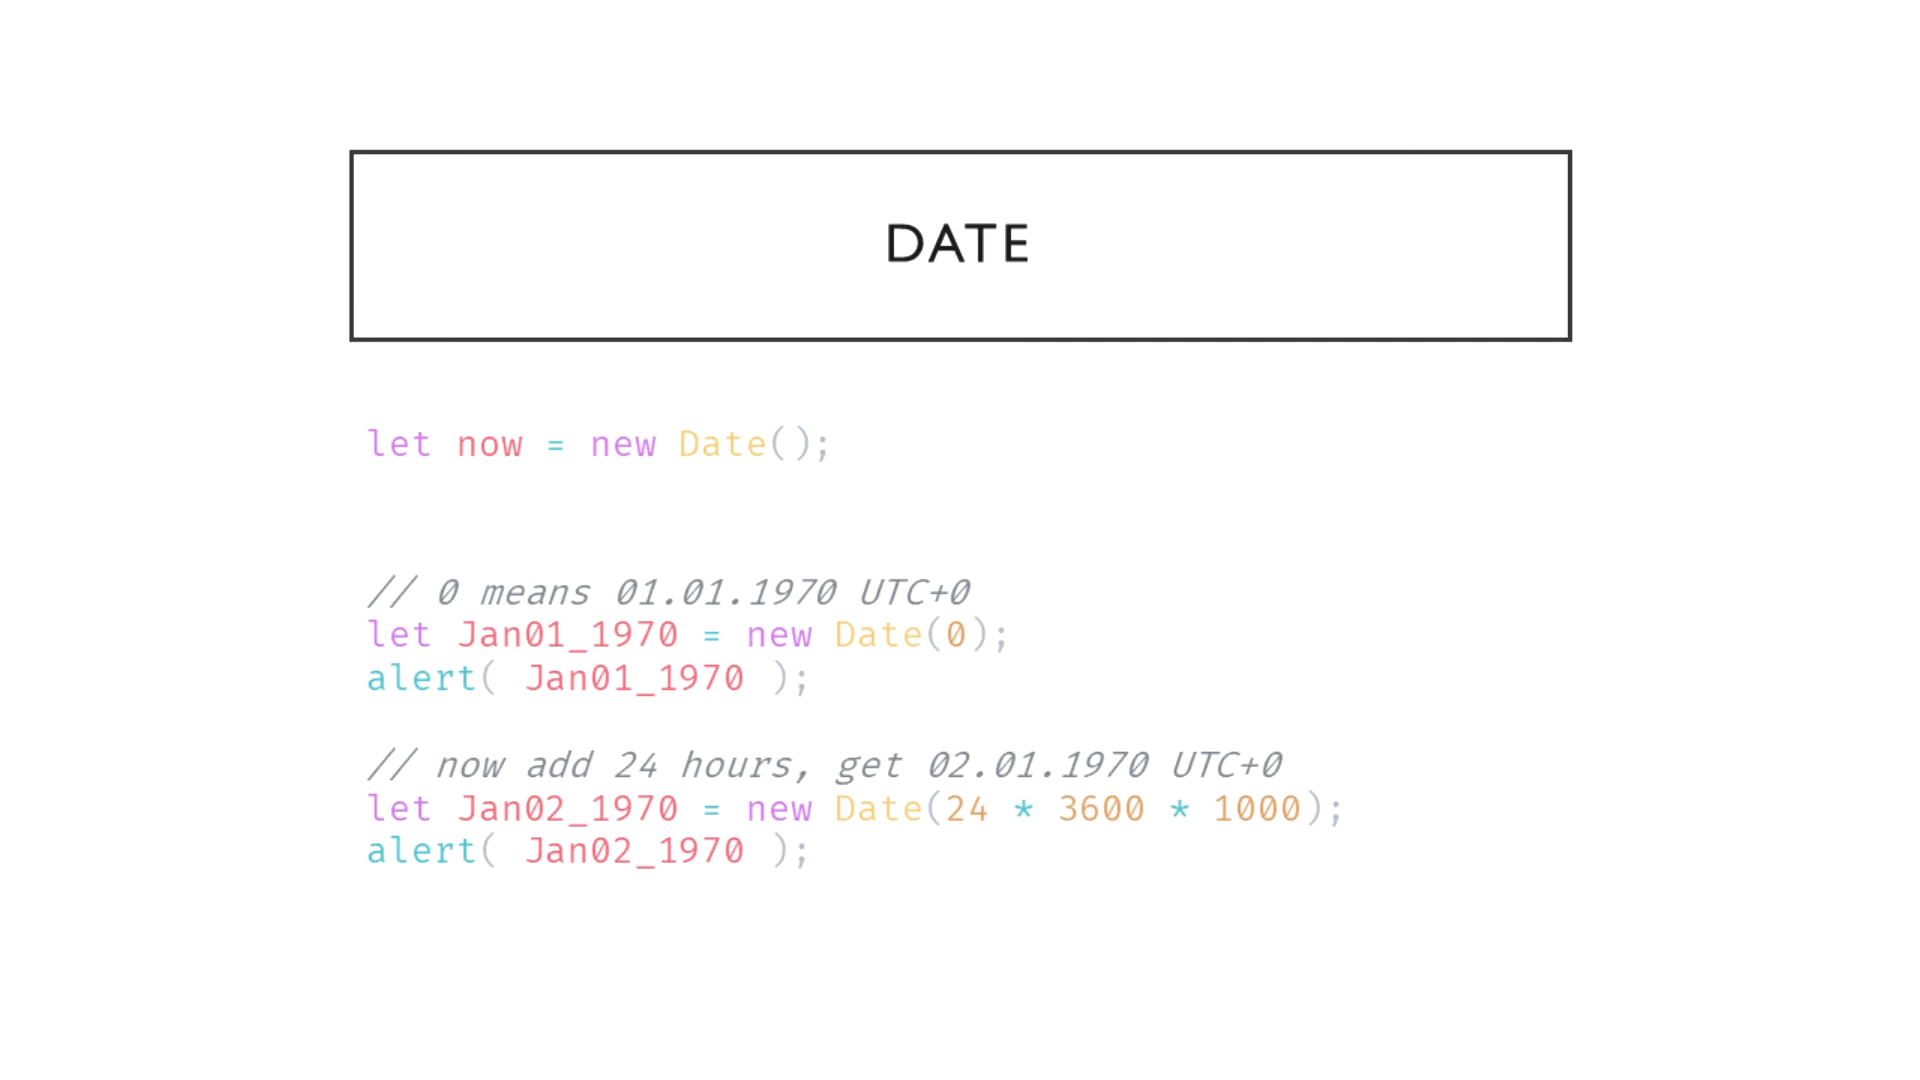 DATE
let now = new Date();
// 0 means 01.01.1970 UTC+0
let Jan01_1970 = new Date(0);
alert( Jan01_1970 );
// now add 24 hours, get 02.01.1970 UTC+0
let Jan02_1970 = new Date(24 * 3600 * 1000);
alert( Jan02_1970 );